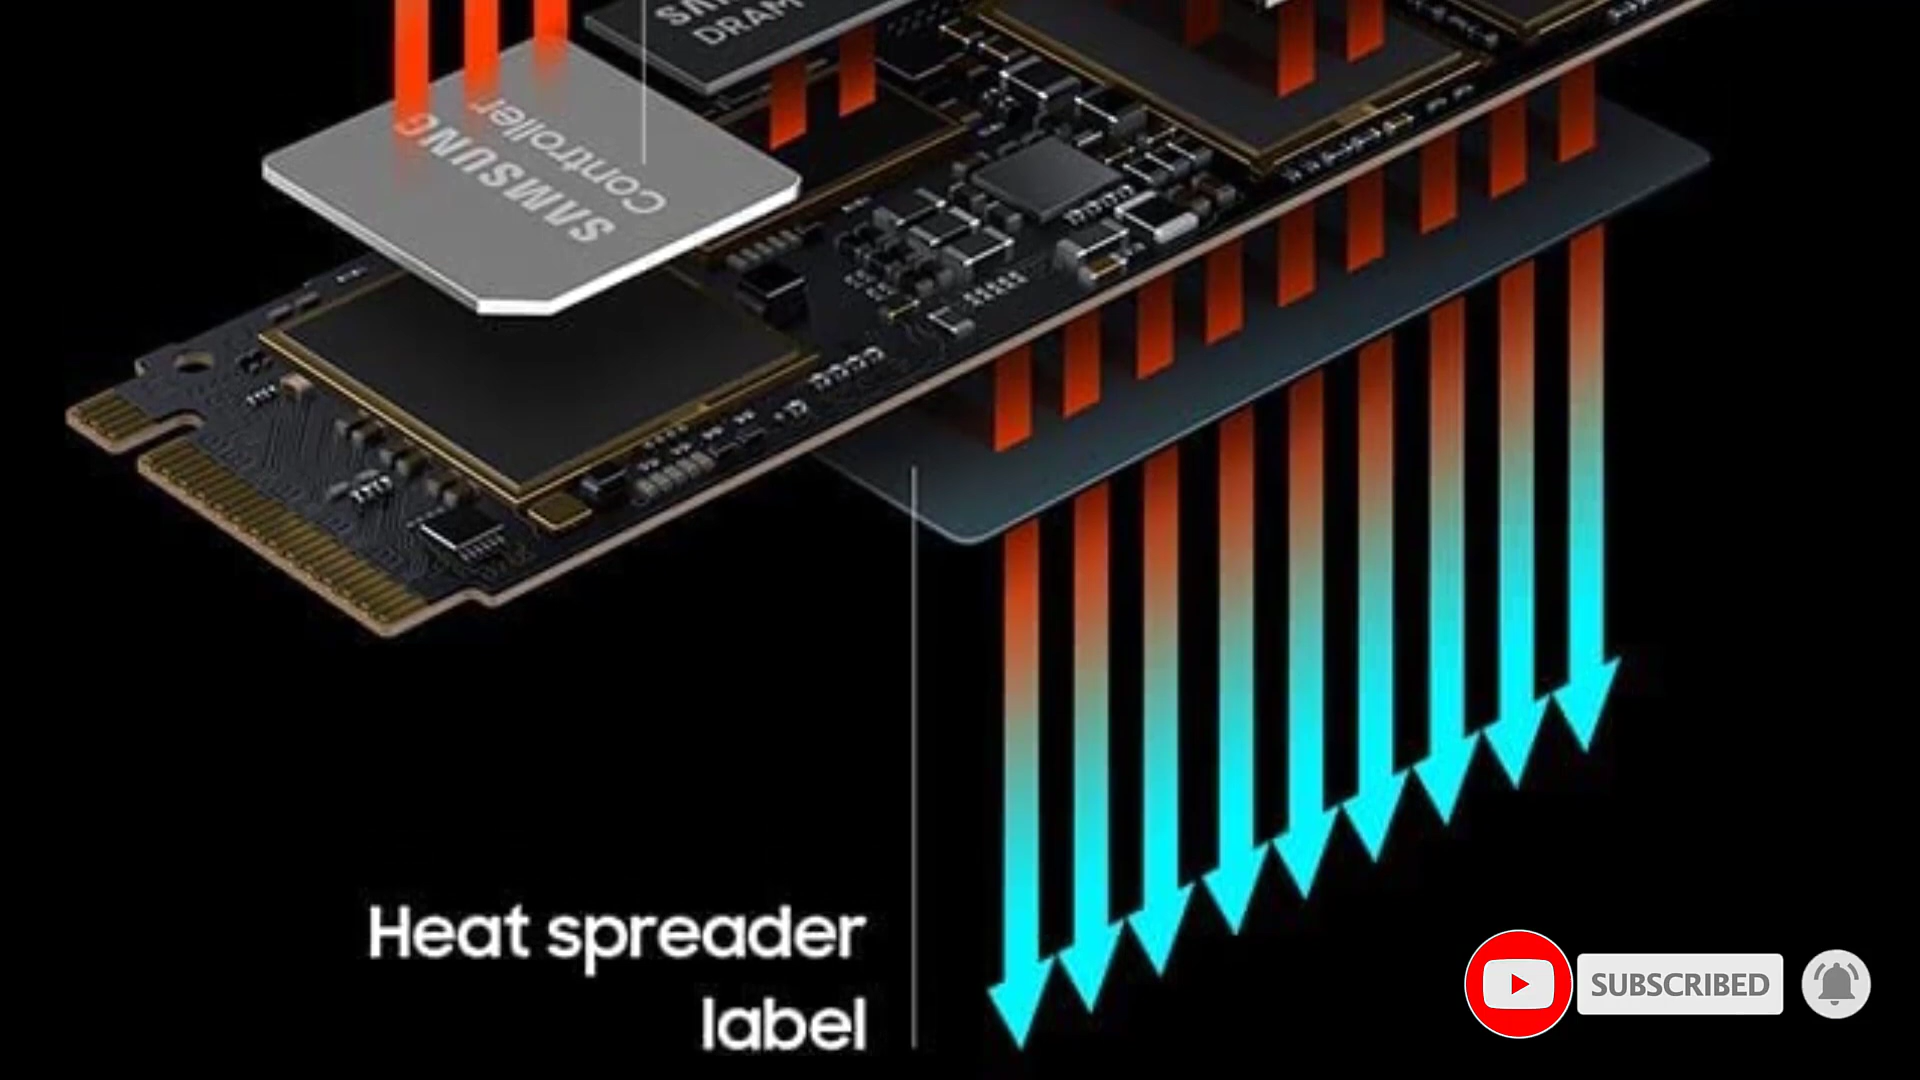 DRAM
SAMSUNG
Controller
Heat spreader
label
SUBSCRIBED